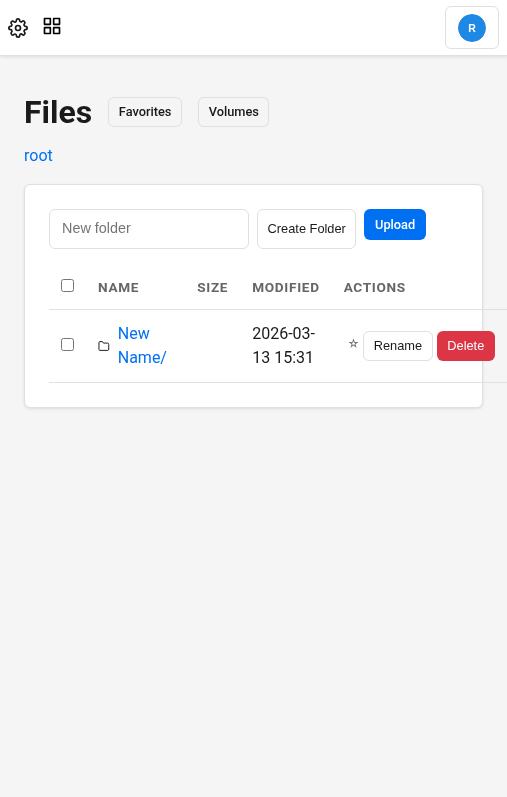 R
Files
Favorites
Volumes
root
New folder
Create Folder
Upload
NAME
SIZE
MODIFIED
ACTIONS
New
Name/
2026-03-
13 15:31
Rename
Delete